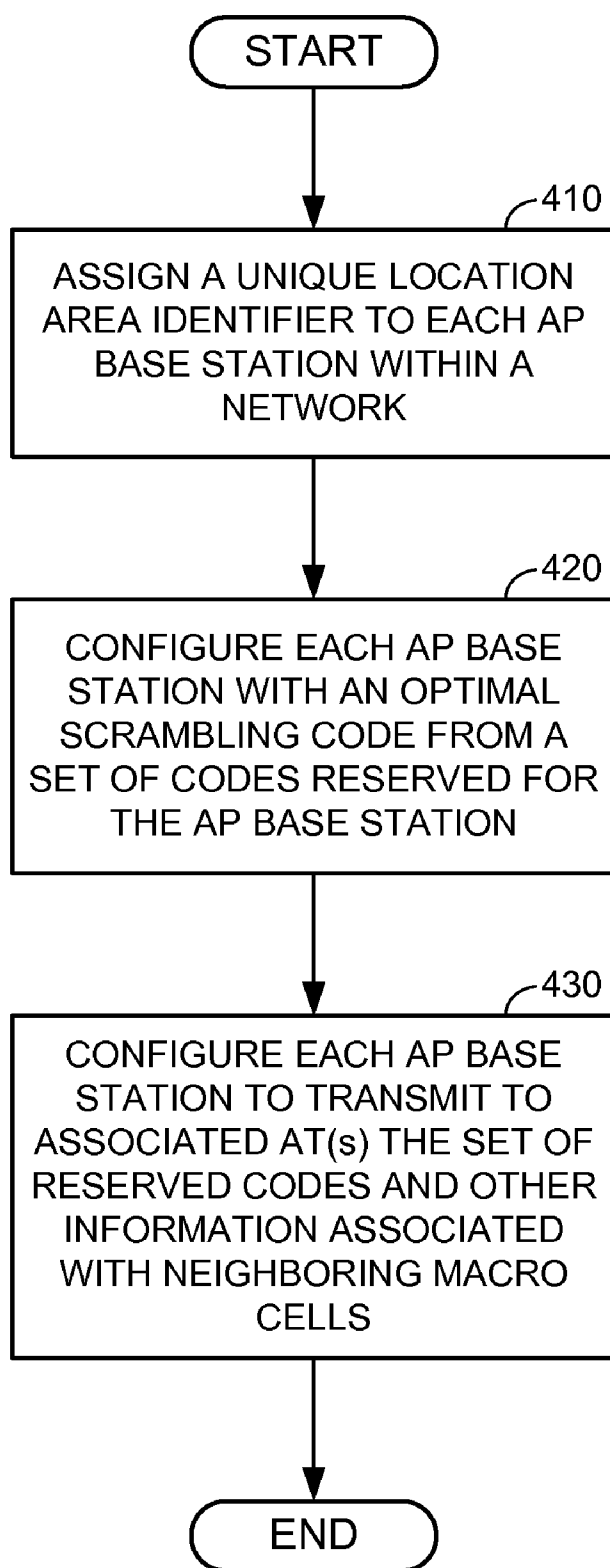 START
410
ASSIGN A UNIQUE LOCATION
AREA IDENTIFIER TO EACH AP
BASE STATION WITHIN A
NETWORK
420
CONFIGURE EACH AP BASE
STATION WITH AN OPTIMAL
SCRAMBLING CODE FROM A
SET OF CODES RESERVED FOR
THE AP BASE STATION
430
CONFIGURE EACH AP BASE
STATION TO TRANSMIT TO
ASSOCIATED AT(s) THE SET OF
RESERVED CODES AND OTHER
INFORMATION ASSOCIATED
WITH NEIGHBORING MACRO
CELLS
END